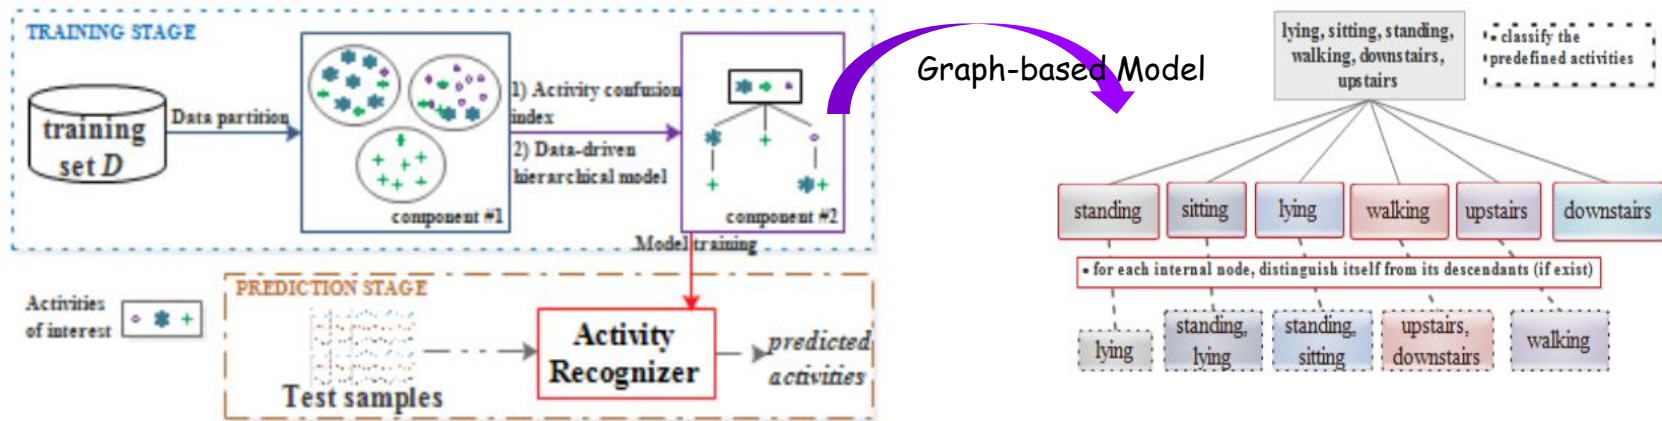 TRAINING STAGE
training
set D
Data partition
component #1
1) Activity confusion
index
2) Data-driven
hierarchical model
component #2
Model training
PREDICTION STAGE
Activities
of interest
Test samples
Activity
Recognizer
predicted
activities
Graph-based Model
lying, sitting, standing,
walking, downstairs,
upstairs
▪ classify the
predefined activities
standing
sitting
lying
walking
upstairs
downstairs
▪ for each internal node, distinguish itself from its descendants (if exist)
lying
standing,
lying
standing,
sitting
upstairs,
downstairs
walking